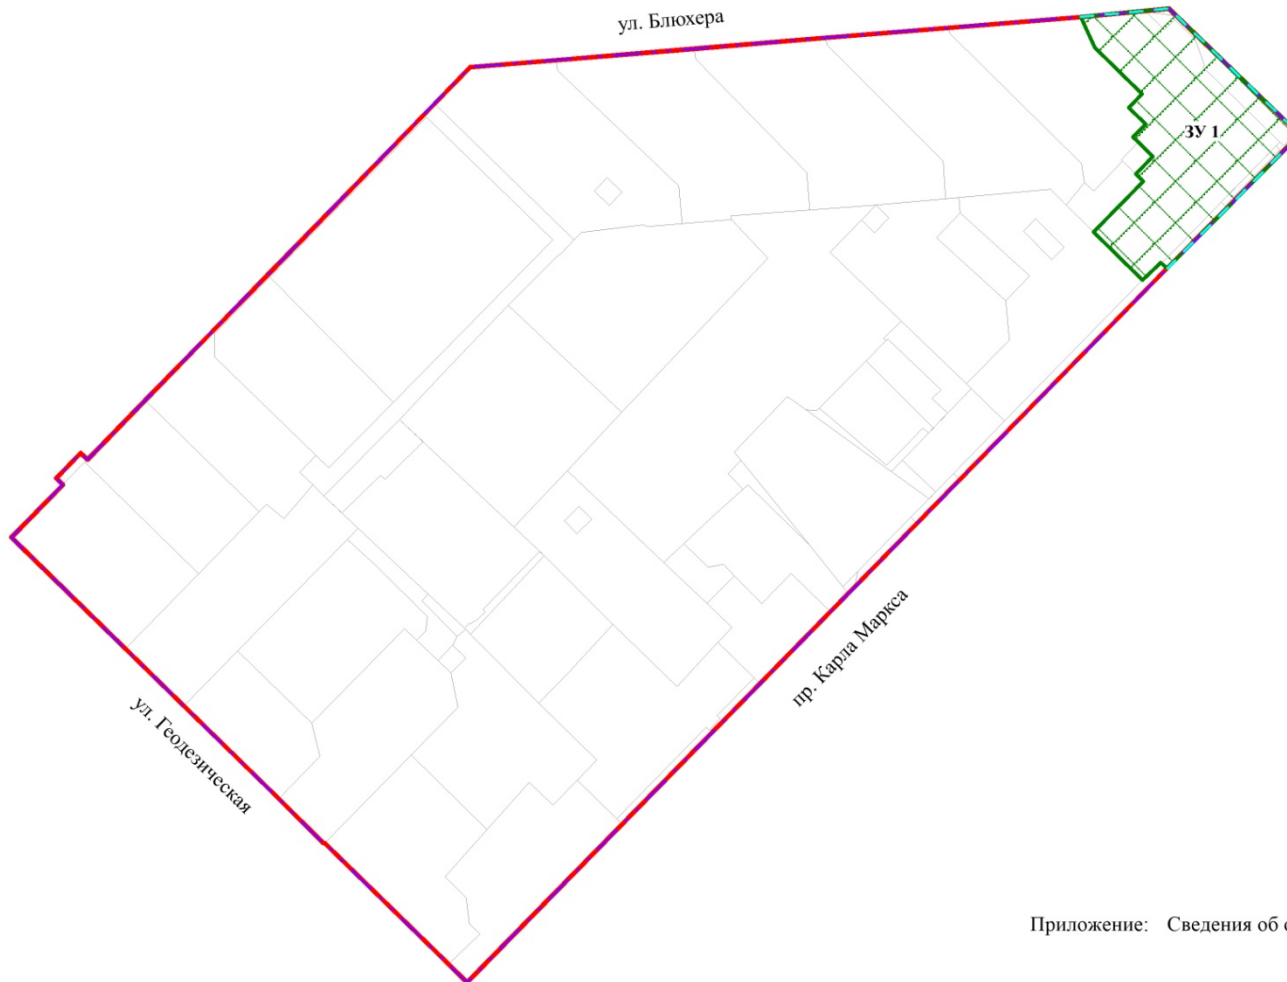 ул. Блюхера
ЗУ 1
пр. Карла Маркса
ул. Геодезическая
Приложение: Сведения об